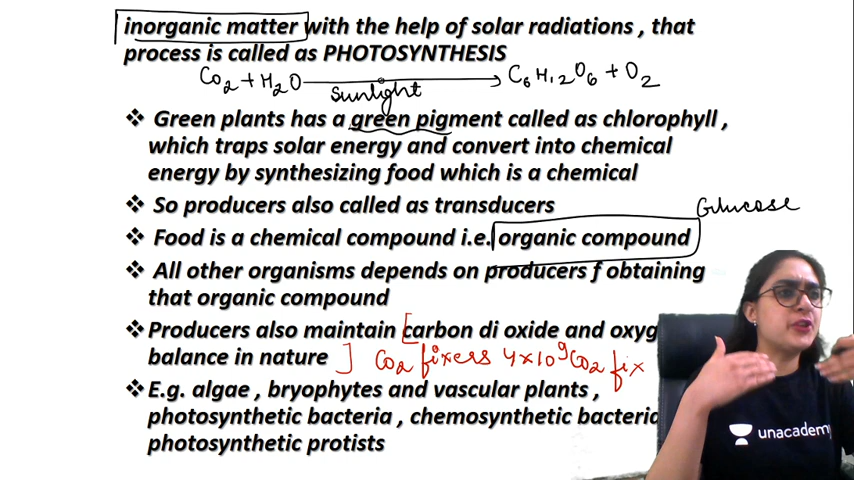 inorganic matter with the help of solar radiations , that
process is called as PHOTOSYNTHESIS
CO2 + H2O → C6H12O6 + O2
Sunlight
❖ Green plants has a green pigment called as chlorophyll ,
which traps solar energy and convert into chemical
energy by synthesizing food which is a chemical
❖ So producers also called as transducers
Glucose
❖ Food is a chemical compound i.e. organic compound
❖ All other organisms depends on producers f obtaining
that organic compound
❖ Producers also maintain [carbon di oxide and oxyg
balance in nature ] CO2 fixers 4x10⁹ CO2 fix
❖ E.g. algae , bryophytes and vascular plants ,
photosynthetic bacteria , chemosynthetic bacteria
photosynthetic protists
unacademy